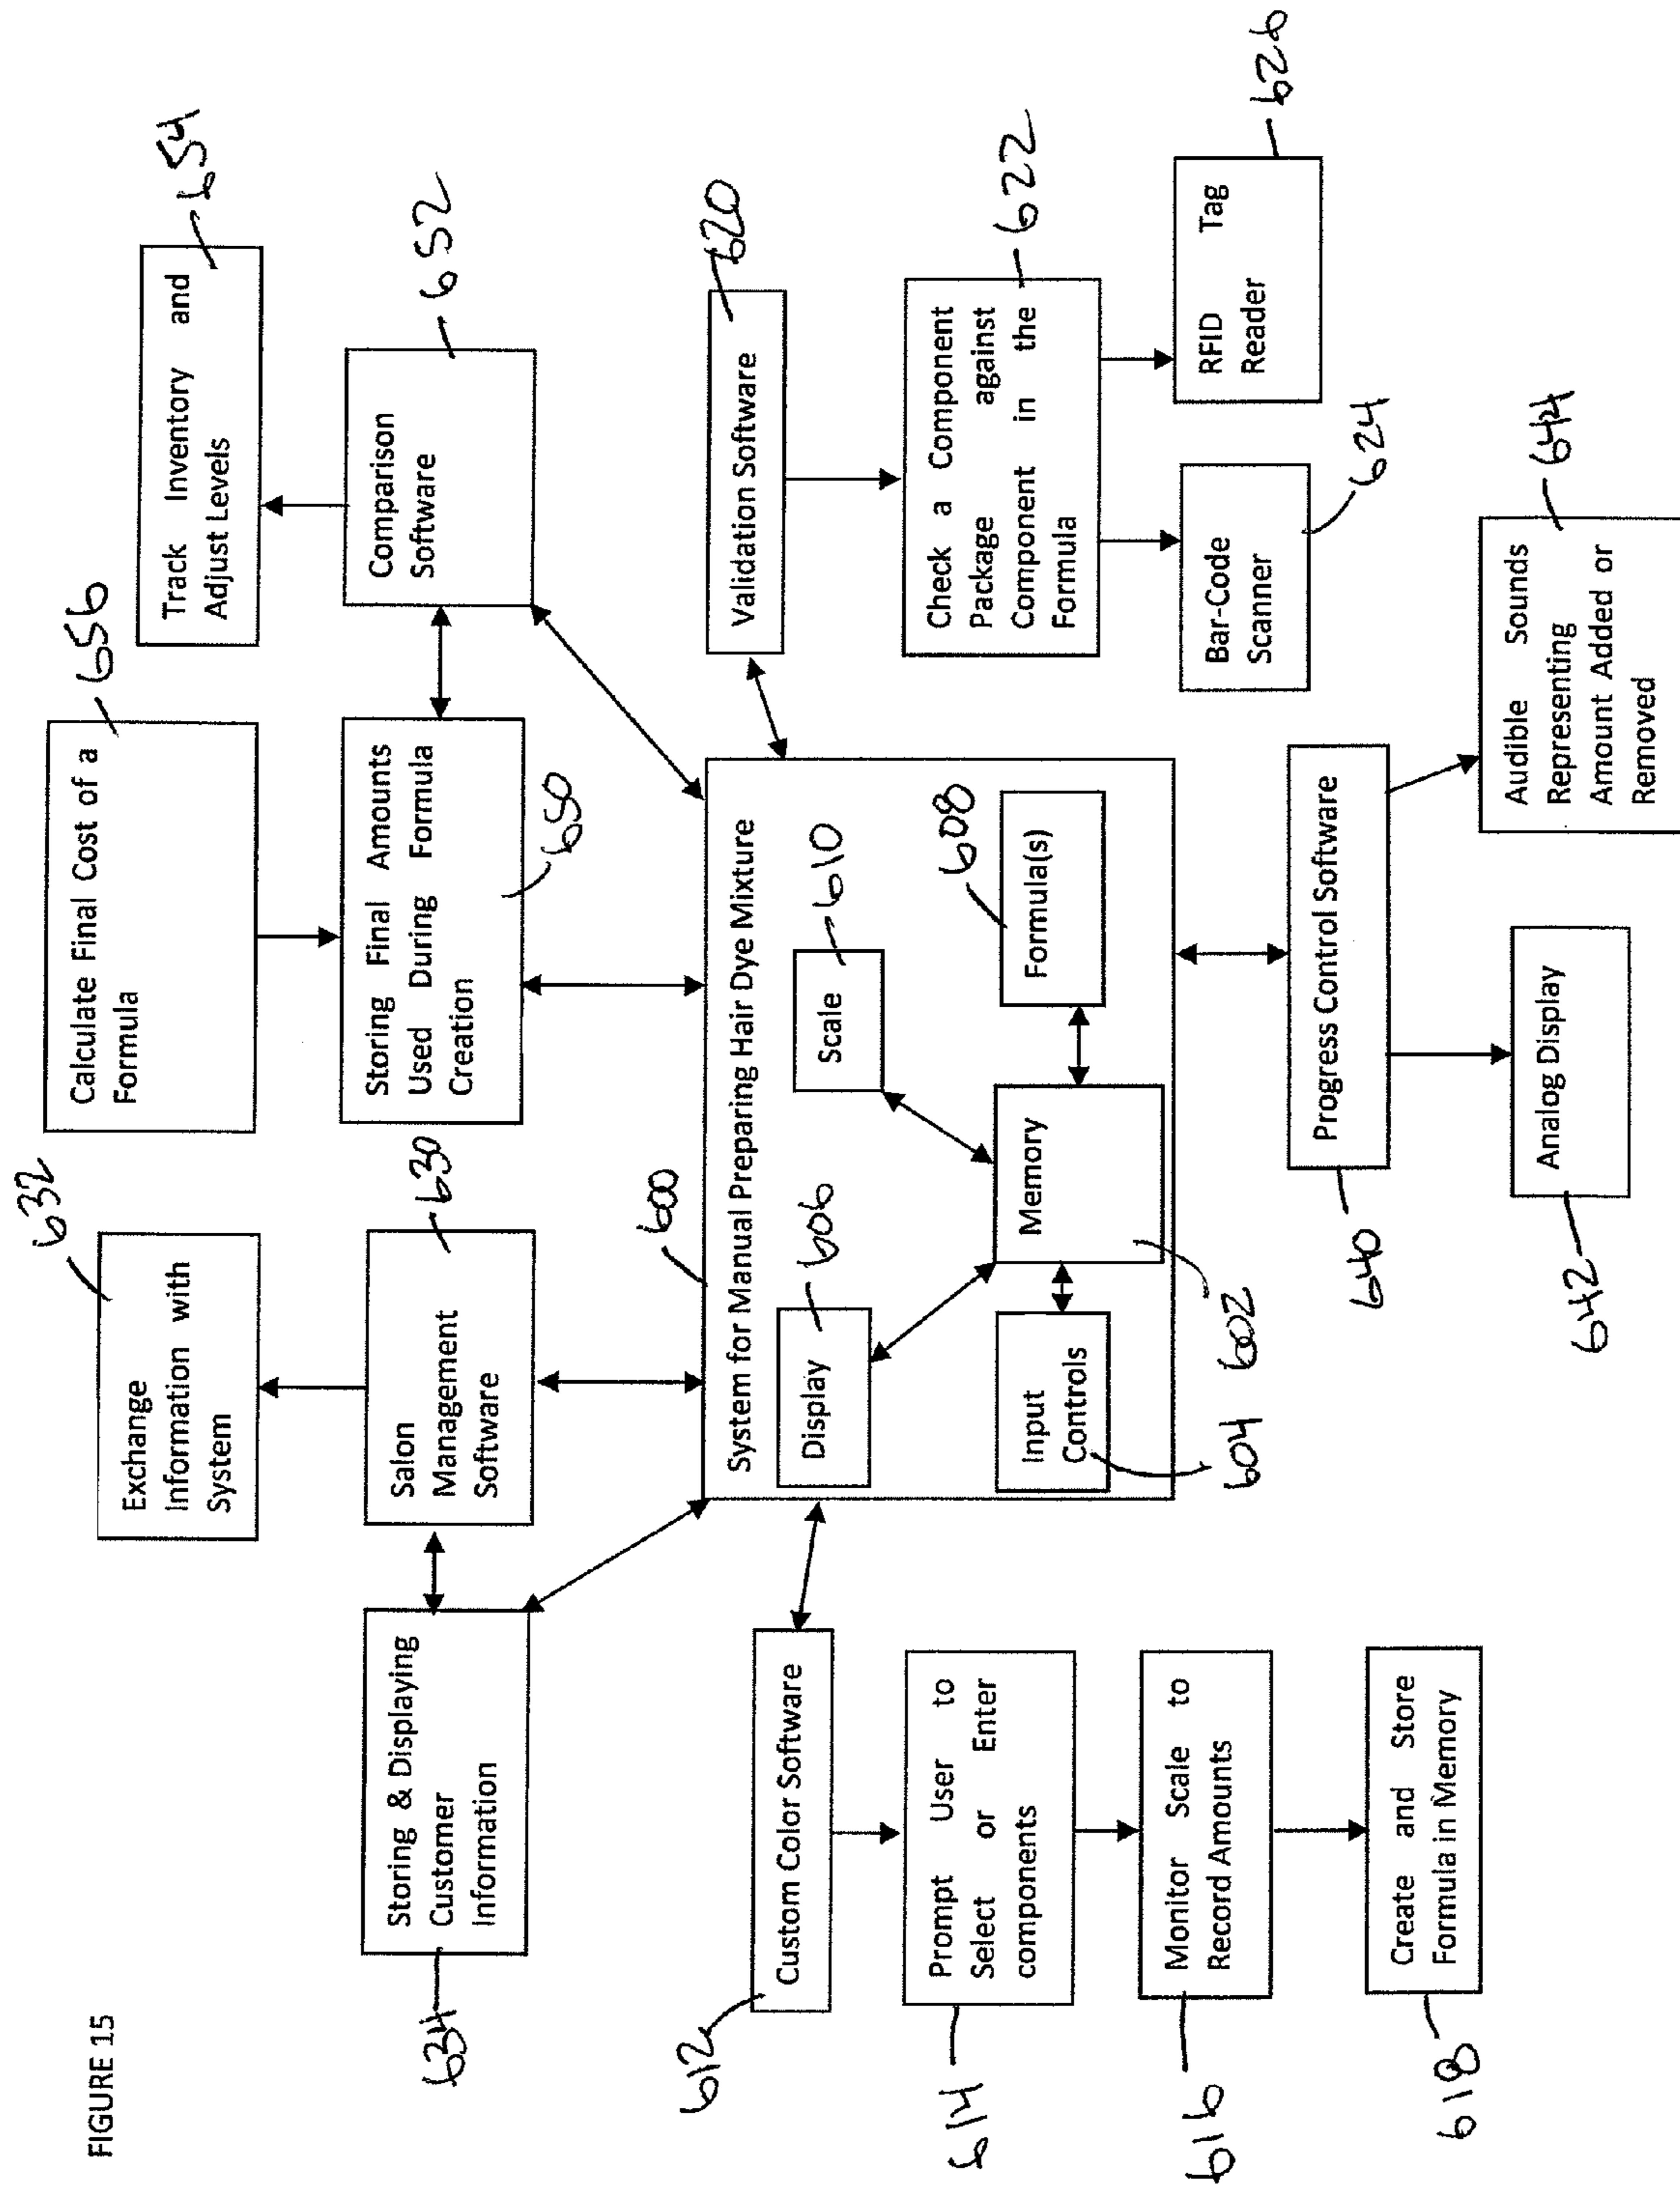 FIGURE 15
632
Exchange
Information with
System
656
Calculate Final Cost of a
Formula
654
Track Inventory and
Adjust Levels
634
Storing & Displaying
Customer
Information
630
Salon
Management
Software
Storing Final Amounts
Used During Formula
Creation
650
652
Comparison
Software
612
Custom Color Software
614
Prompt User to
Select or Enter
components
616
Monitor Scale to
Record Amounts
618
Create and Store
Formula in Memory
600
System for Manual Preparing Hair Dye Mixture
Display
606
Scale
610
Input
Controls
604
Memory
602
Formula(s)
608
620
Validation Software
622
Check a Component
Package against
Component in the
Formula
Bar-Code
Scanner
624
RFID Tag
Reader
626
640
Progress Control Software
642
Analog Display
644
Audible Sounds
Representing
Amount Added or
Removed